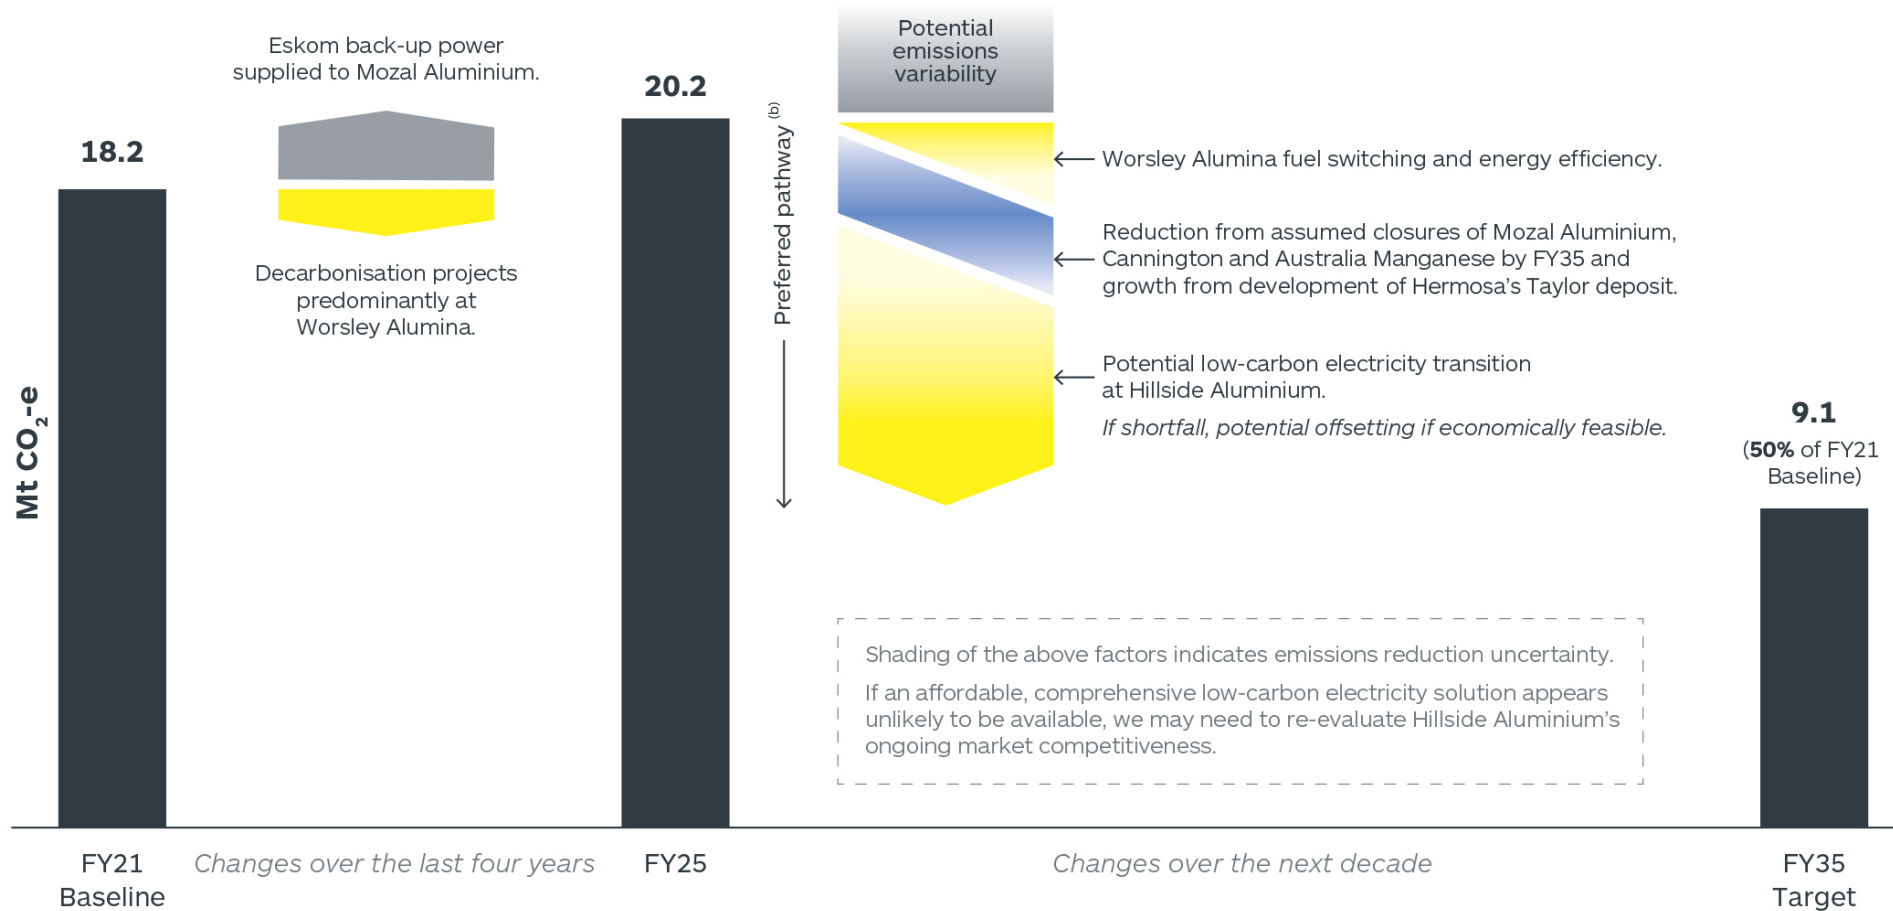 Eskom back-up power
supplied to Mozal Aluminium.
18.2
Decarbonisation projects
predominantly at
Worsley Alumina.
20.2
Mt CO₂-e
Preferred pathway (b)
Potential
emissions
variability
Worsley Alumina fuel switching and energy efficiency.
Reduction from assumed closures of Mozal Aluminium,
Cannington and Australia Manganese by FY35 and
growth from development of Hermosa’s Taylor deposit.
Potential low-carbon electricity transition
at Hillside Aluminium.
If shortfall, potential offsetting if economically feasible.
9.1
(50% of FY21
Baseline)
Shading of the above factors indicates emissions reduction uncertainty.
If an affordable, comprehensive low-carbon electricity solution appears
unlikely to be available, we may need to re-evaluate Hillside Aluminium’s
ongoing market competitiveness.
FY21
Baseline
Changes over the last four years
FY25
Changes over the next decade
FY35
Target